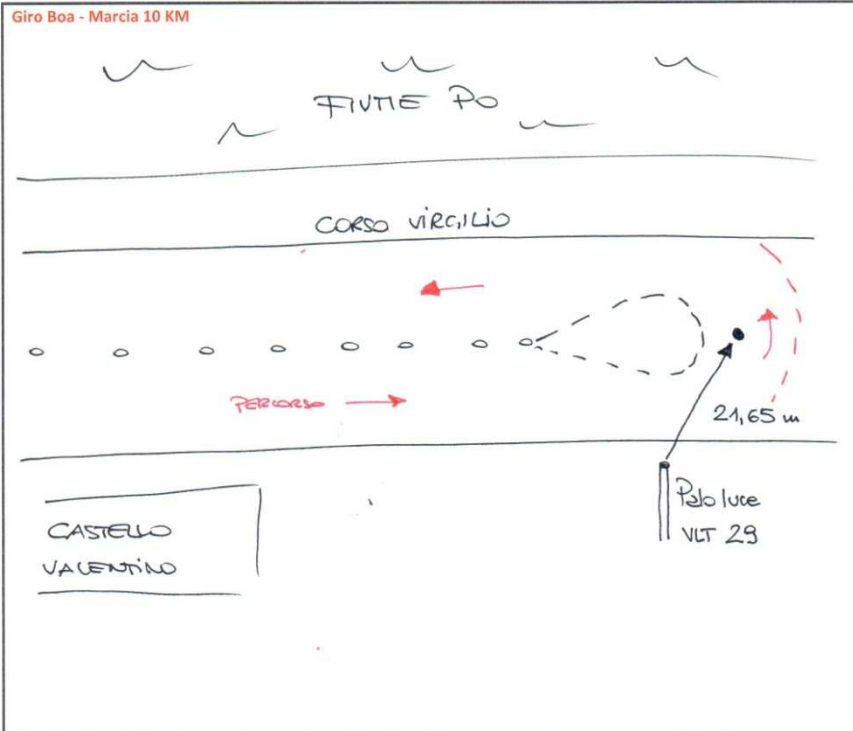 Giro Boa - Marcia 10 KM
FIUME PO
CORSO VIRGILIO
PERCORSO
21,65 m
Palo luce
VLT 29
CASTELLO
VALENTINO